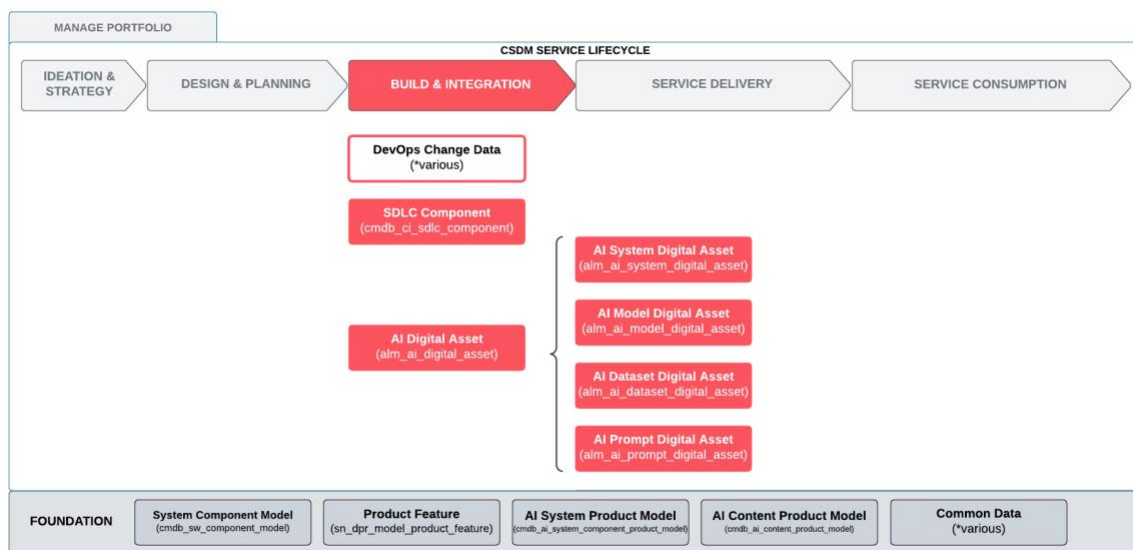 MANAGE PORTFOLIO
CSDM SERVICE LIFECYCLE
IDEATION &
STRATEGY
DESIGN & PLANNING
BUILD & INTEGRATION
SERVICE DELIVERY
SERVICE CONSUMPTION
DevOps Change Data
(*various)
SDLC Component
(cmdb_ci_sdlc_component)
AI Digital Asset
(alm_ai_digital_asset)
AI System Digital Asset
(alm_ai_system_digital_asset)
AI Model Digital Asset
(alm_ai_model_digital_asset)
AI Dataset Digital Asset
(alm_ai_dataset_digital_asset)
AI Prompt Digital Asset
(alm_ai_prompt_digital_asset)
FOUNDATION
System Component Model
(cmdb_sw_component_model)
Product Feature
(sn_dpr_model_product_feature)
AI System Product Model
(cmdb_ai_system_component_product_model)
AI Content Product Model
(cmdb_ai_content_product_model)
Common Data
(*various)